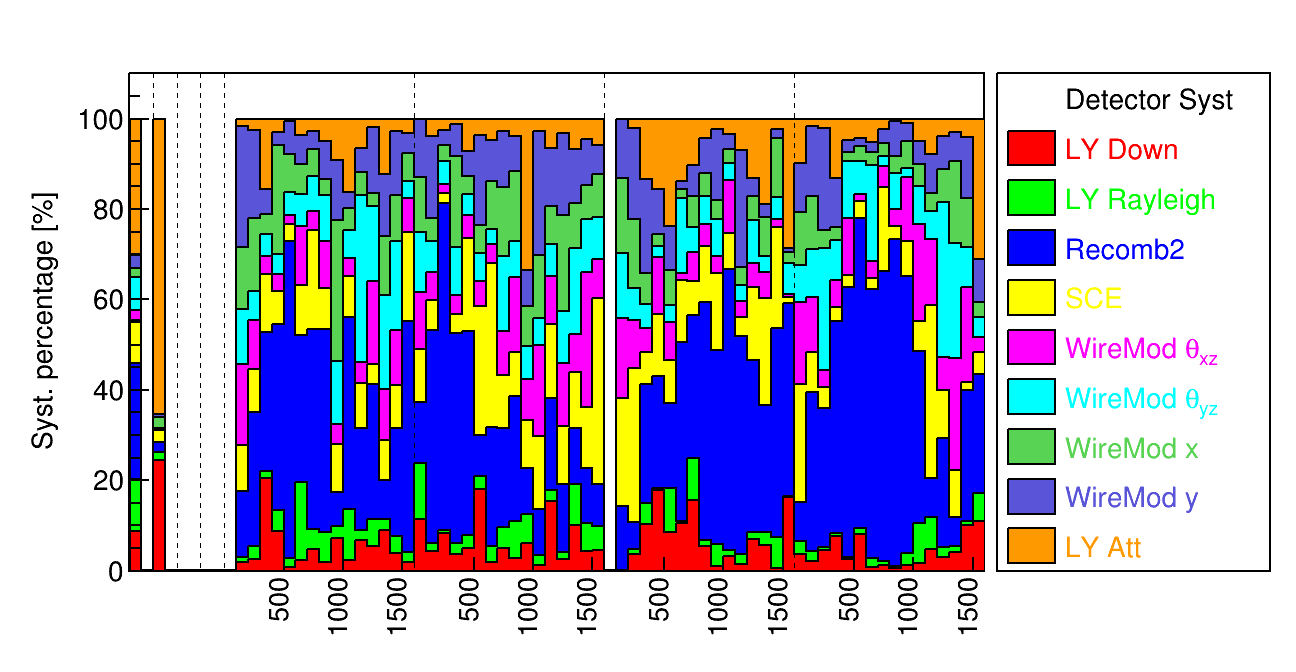 Syst. percentage [%]
100
80
60
40
20
0
500 1000 1500 500 1000 1500 500 1000 1500 500 1000 1500
Detector Syst
LY Down
LY Rayleigh
Recomb2
SCE
WireMod θxz
WireMod θyz
WireMod x
WireMod y
LY Att